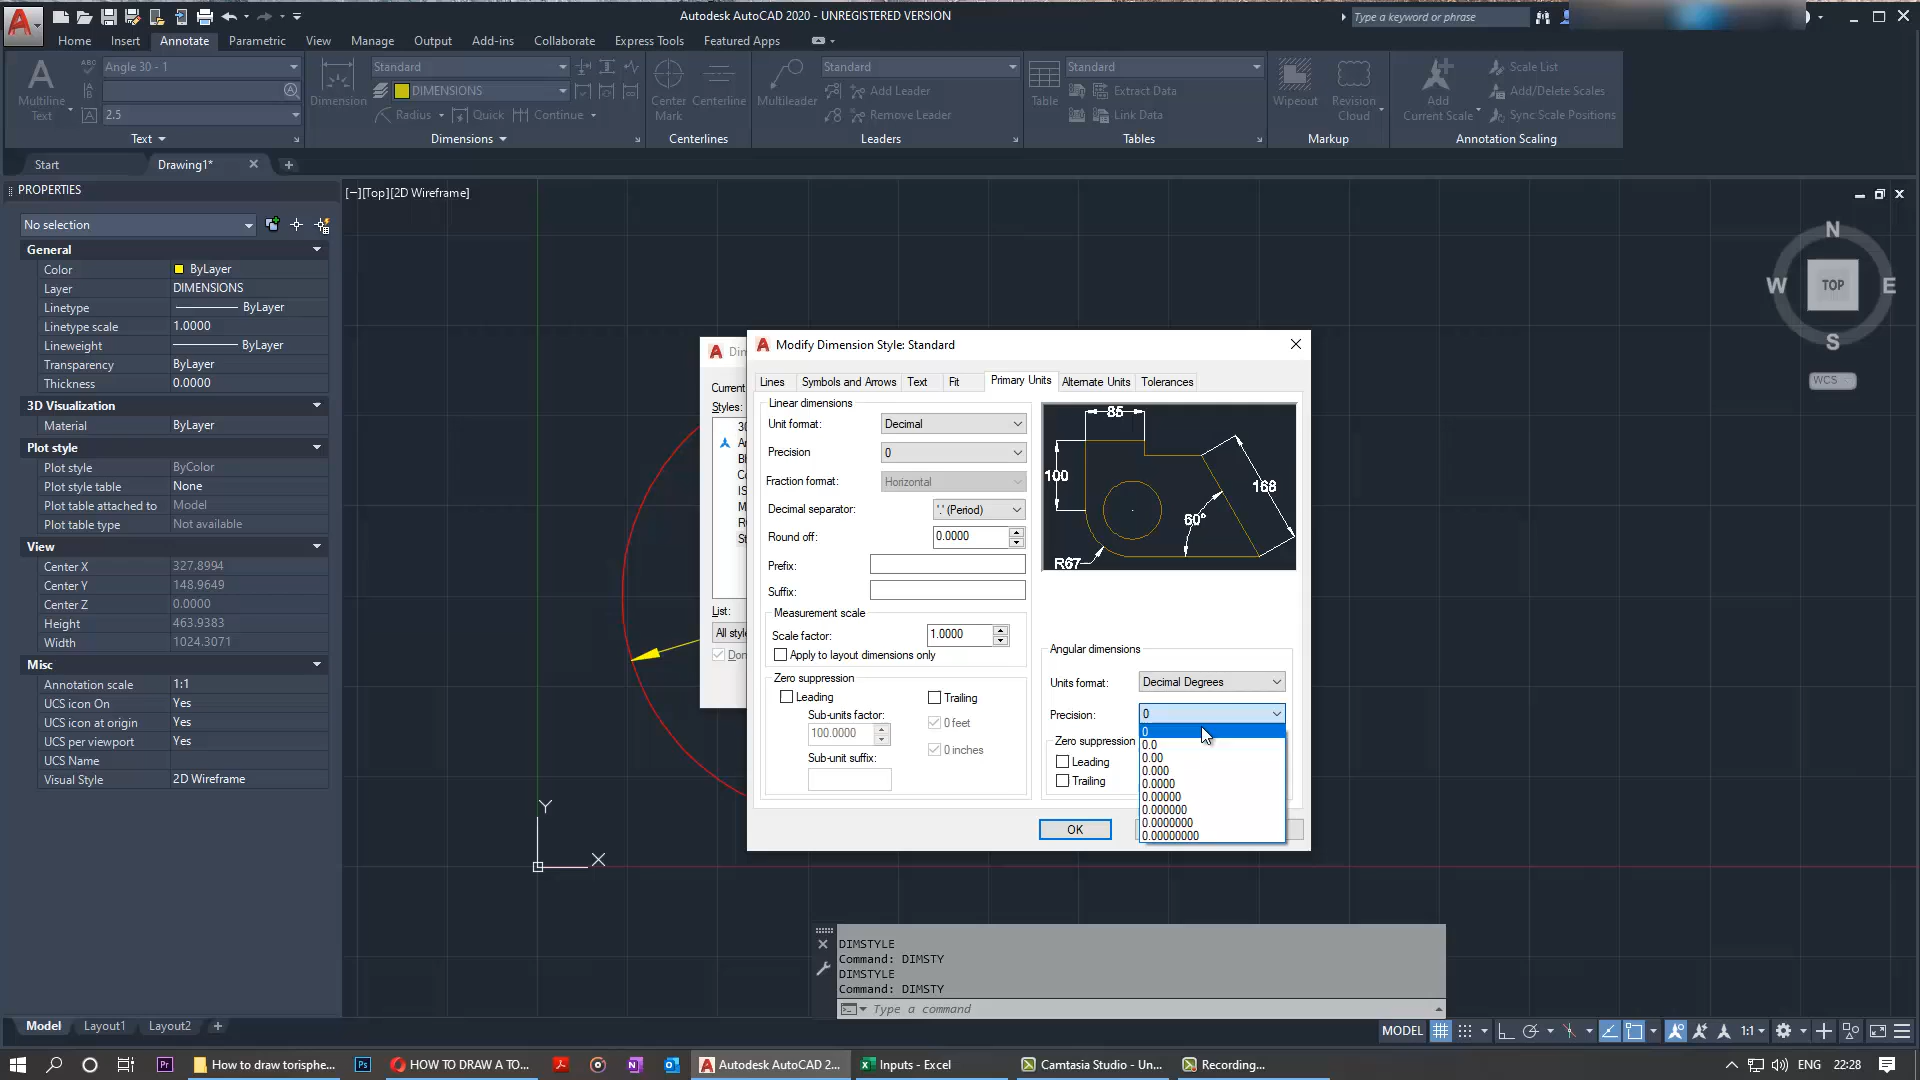 Autodesk AutoCAD 2020 - UNREGISTERED VERSION
Type a keyword or phrase
Home Insert Annotate Parametric View Manage Output Add-ins Collaborate Express Tools Featured Apps
Multiline Text
Angle 30 - 1
2.5
Text
Dimension
Standard
DIMENSIONS
Radius Quick Continue
Dimensions
Center Mark
Centerline
Centerlines
Multileader
Standard
Add Leader
Remove Leader
Leaders
Table
Standard
Extract Data
Link Data
Tables
Wipeout
Revision Cloud
Markup
Add Current Scale
Scale List
Add/Delete Scales
Sync Scale Positions
Annotation Scaling
Start Drawing1*
PROPERTIES
No selection
General
Color ByLayer
Layer DIMENSIONS
Linetype ByLayer
Linetype scale 1.0000
Lineweight ByLayer
Transparency ByLayer
Thickness 0.0000
3D Visualization
Material ByLayer
Plot style
Plot style ByColor
Plot style table None
Plot table attached to Model
Plot table type Not available
View
Center X 327.8994
Center Y 148.9649
Center Z 0.0000
Height 463.9383
Width 1024.3071
Misc
Annotation scale 1:1
UCS icon On Yes
UCS icon at origin Yes
UCS per viewport Yes
UCS Name
Visual Style 2D Wireframe
[−][Top][2D Wireframe]
N
W TOP E
S
WCS
Y
X
Current
Styles:
List:
All style
Modify Dimension Style: Standard
Lines Symbols and Arrows Text Fit Primary Units Alternate Units Tolerances
Linear dimensions
Unit format: Decimal
Precision 0
Fraction format: Horizontal
Decimal separator: '.' (Period)
Round off: 0.0000
Prefix:
Suffix:
Measurement scale
Scale factor: 1.0000
Apply to layout dimensions only
Zero suppression
Leading Trailing
Sub-units factor: 0 feet
100.0000
Sub-unit suffix: 0 inches
85
100
168
60°
R67
Angular dimensions
Units format: Decimal Degrees
Precision: 0
Zero suppression
Leading
Trailing
0
0.0
0.00
0.000
0.0000
0.00000
0.000000
0.0000000
0.00000000
OK
DIMSTYLE
Command: DIMSTY
DIMSTYLE
Command: DIMSTY
Type a command
Model Layout1 Layout2 +
MODEL 1:1
How to draw torisphe... HOW TO DRAW A TO... Autodesk AutoCAD 2... Inputs - Excel Camtasia Studio - Un... Recording... ENG 22:28